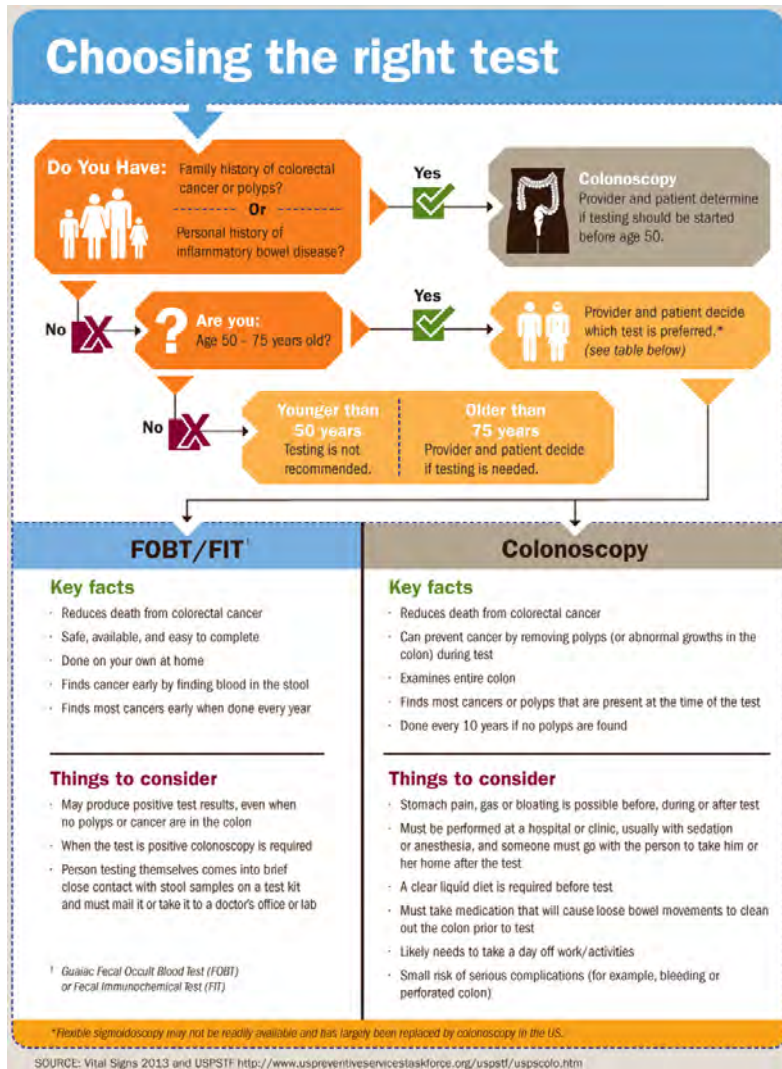 Choosing the right test
Do You Have:
Family history of colorectal
cancer or polyps?
Or
Personal history of
inflammatory bowel disease?
Yes
Colonoscopy
Provider and patient determine
if testing should be started
before age 50.
No
?
Are you:
Age 50 – 75 years old?
Yes
Provider and patient decide
which test is preferred.*
(see table below)
No
Younger than
50 years
Testing is not
recommended.
Older than
75 years
Provider and patient decide
if testing is needed.
FOBT/FIT†
Key facts
· Reduces death from colorectal cancer
· Safe, available, and easy to complete
· Done on your own at home
· Finds cancer early by finding blood in the stool
· Finds most cancers early when done every year
Things to consider
· May produce positive test results, even when
no polyps or cancer are in the colon
· When the test is positive colonoscopy is required
· Person testing themselves comes into brief
close contact with stool samples on a test kit
and must mail it or take it to a doctor's office or lab
† Guaiac Fecal Occult Blood Test (FOBT)
or Fecal Immunochemical Test (FIT)
Colonoscopy
Key facts
· Reduces death from colorectal cancer
· Can prevent cancer by removing polyps (or abnormal growths in the
colon) during test
· Examines entire colon
· Finds most cancers or polyps that are present at the time of the test
· Done every 10 years if no polyps are found
Things to consider
· Stomach pain, gas or bloating is possible before, during or after test
· Must be performed at a hospital or clinic, usually with sedation
or anesthesia, and someone must go with the person to take him or
her home after the test
· A clear liquid diet is required before test
· Must take medication that will cause loose bowel movements to clean
out the colon prior to test
· Likely needs to take a day off work/activities
· Small risk of serious complications (for example, bleeding or
perforated colon)
*Flexible sigmoidoscopy may not be readily available and has largely been replaced by colonoscopy in the US.
SOURCE: Vital Signs 2013 and USPSTF http://www.uspreventiveservicestaskforce.org/uspstf/uspscolo.htm